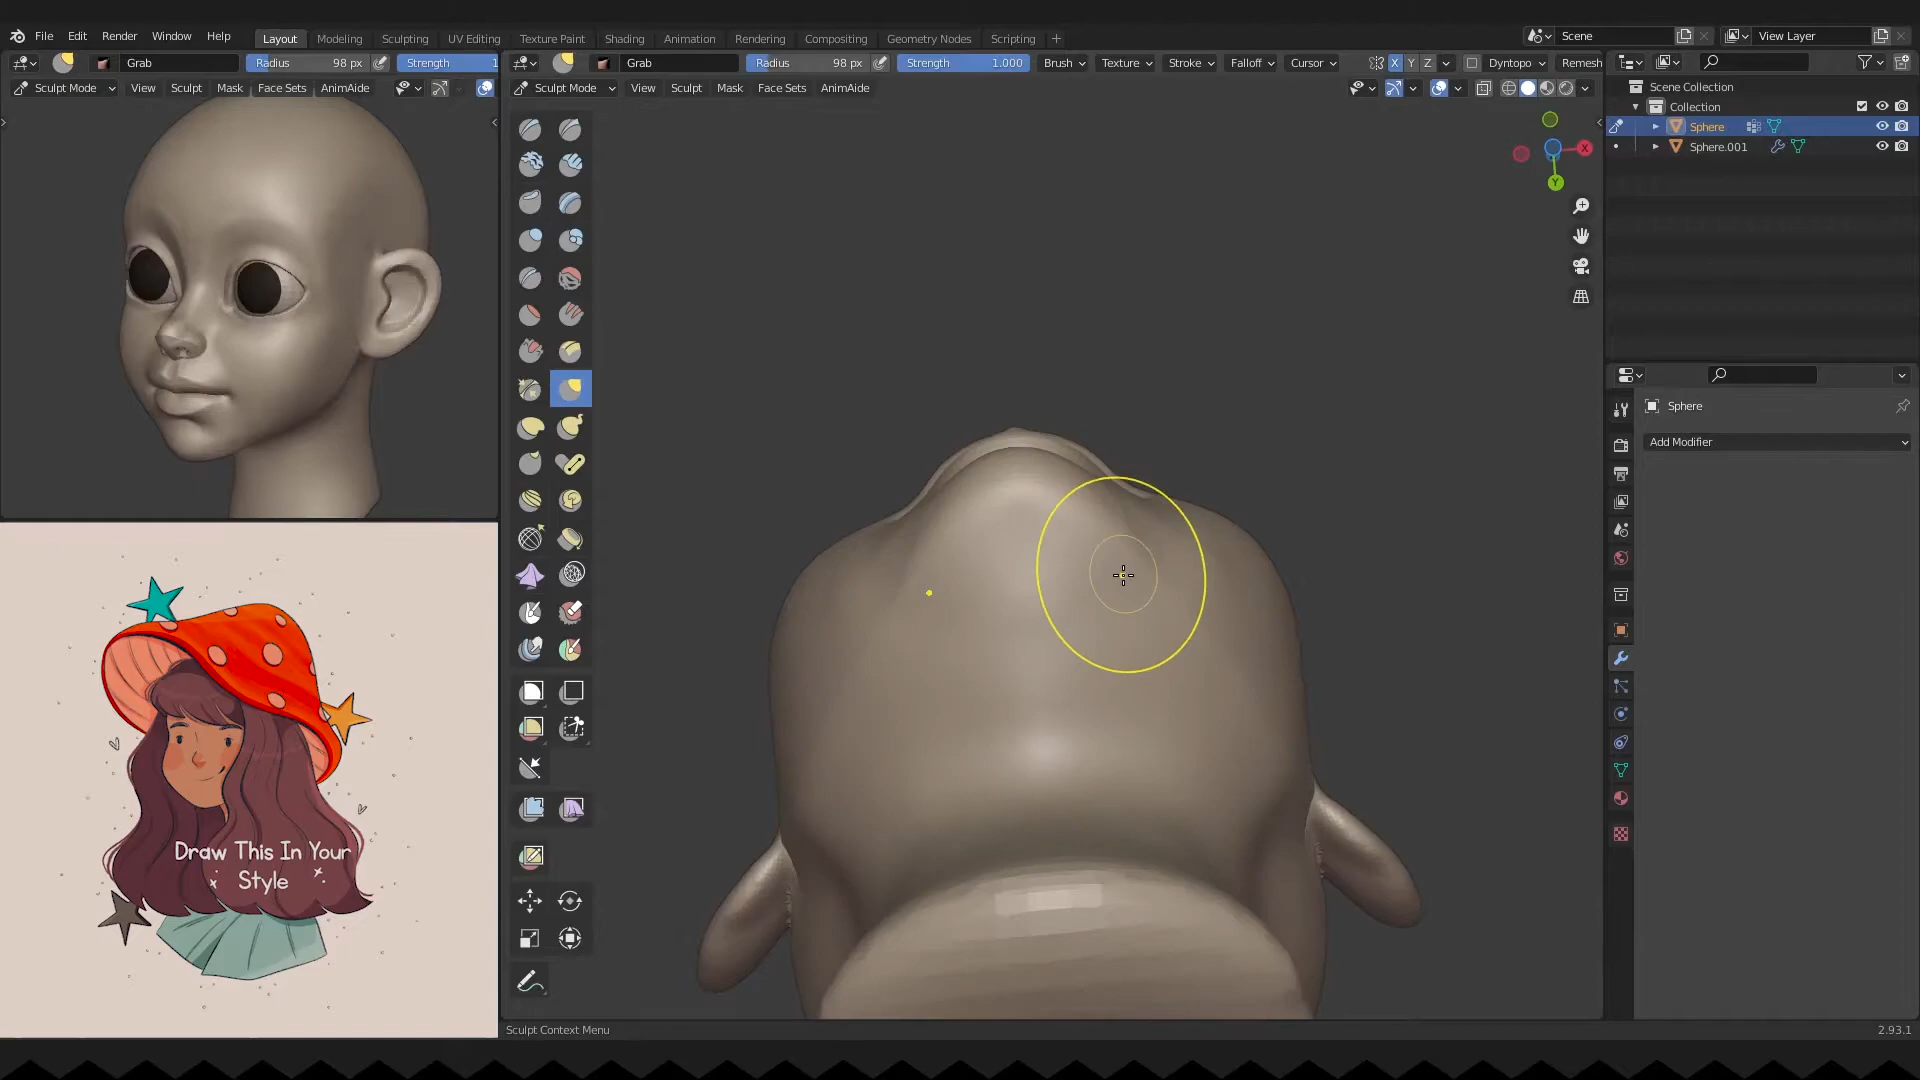 File Edit Render Window Help
Layout Modeling Sculpting UV Editing Texture Paint Shading Animation Rendering Compositing Geometry Nodes Scripting +
Scene
View Layer
Grab Radius 98 px Strength 1
Grab Radius 98 px Strength 1.000 Brush Texture Stroke Falloff Cursor X Y Z Dyntopo Remesh
Sculpt Mode View Sculpt Mask Face Sets AnimAide
Sculpt Mode View Sculpt Mask Face Sets AnimAide
Scene Collection
Collection
Sphere
Sphere.001
X
Y
Sphere
Add Modifier
Draw This In Your
Style
Sculpt Context Menu
2.93.1